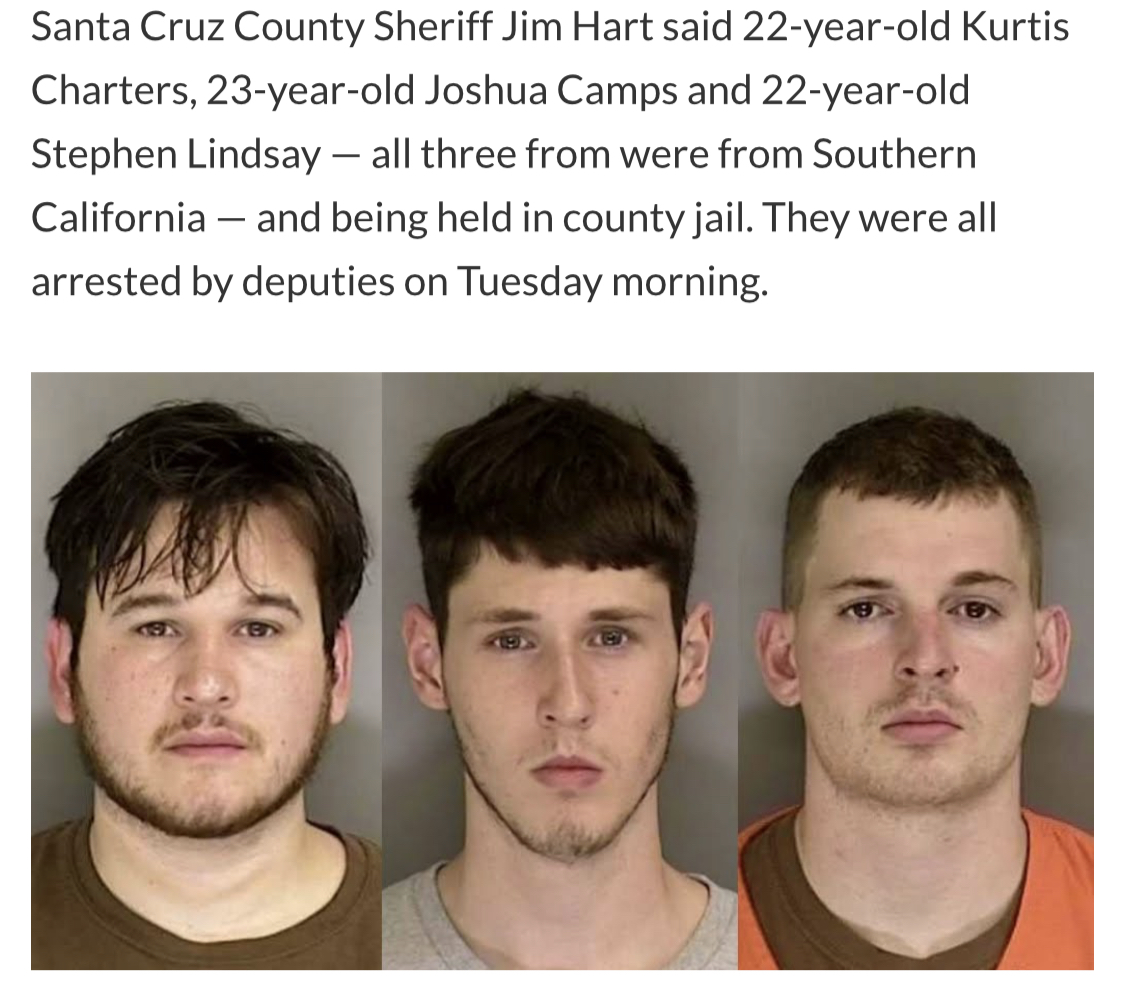 Santa Cruz County Sheriff Jim Hart said 22-year-old Kurtis
Charters, 23-year-old Joshua Camps and 22-year-old
Stephen Lindsay — all three from were from Southern
California — and being held in county jail. They were all
arrested by deputies on Tuesday morning.